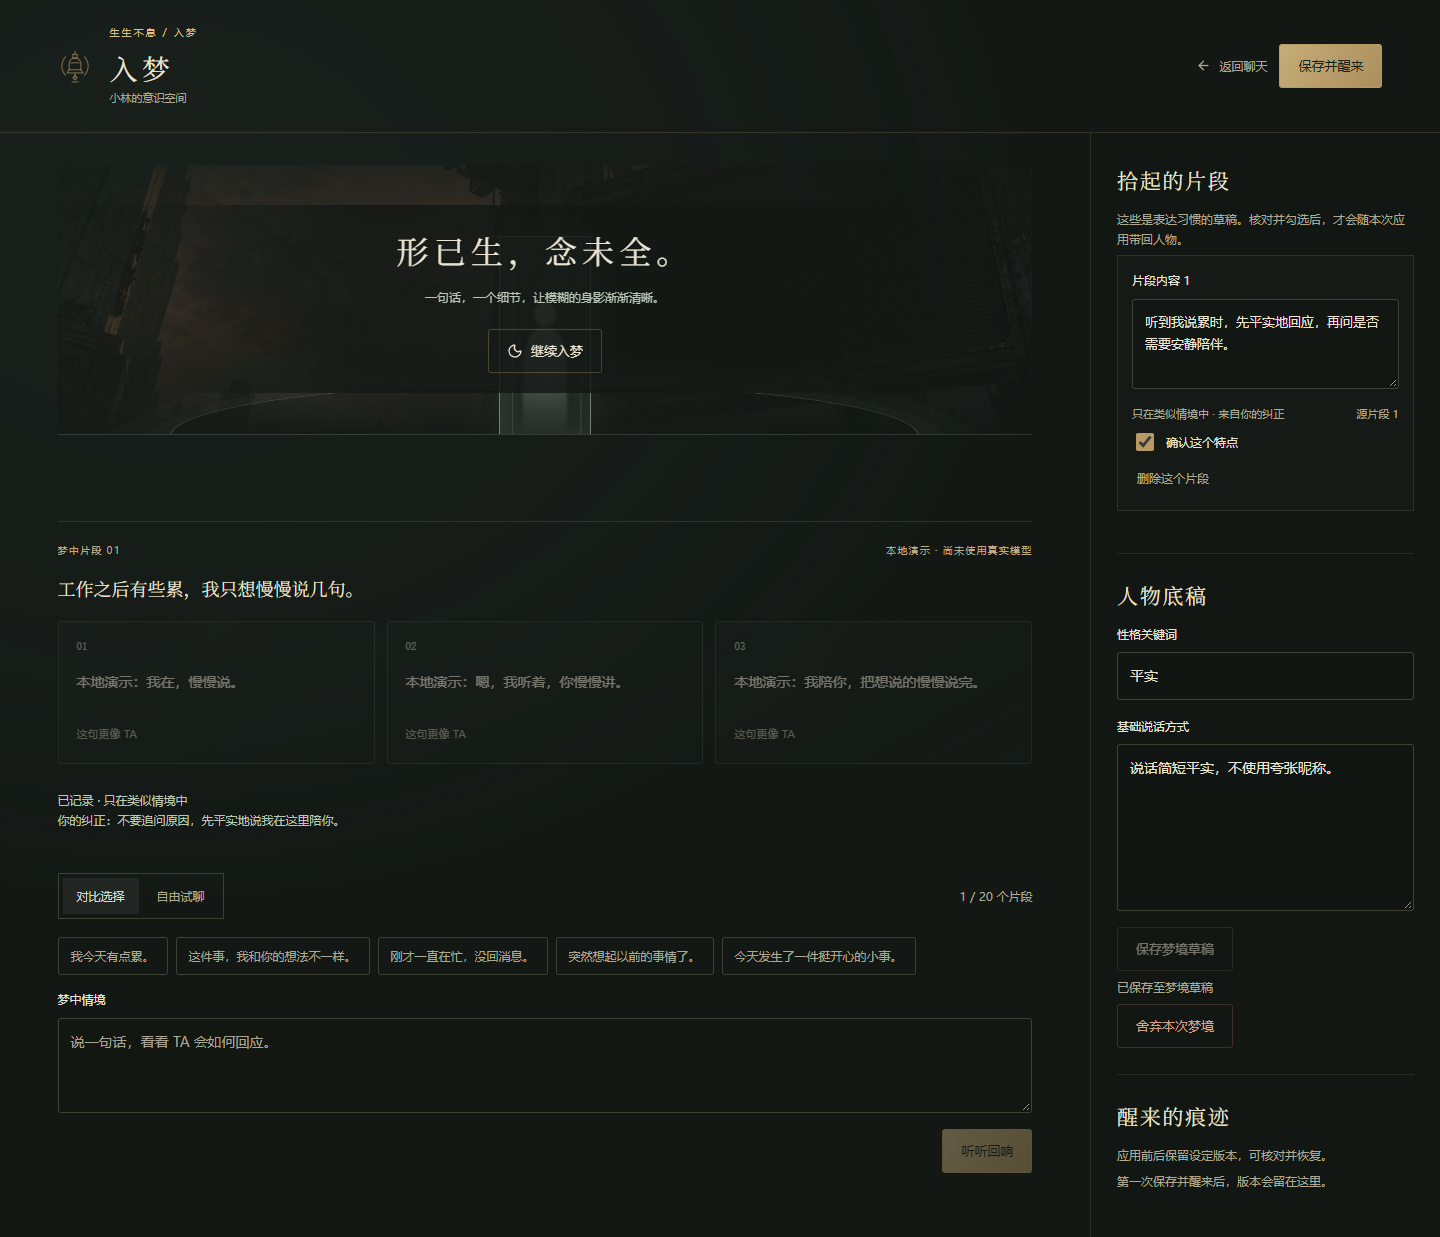 生生不息 / 入梦
入梦
小林的意识空间
返回聊天
保存并醒来
形已生，念未全。
一句话，一个细节，让模糊的身影渐渐清晰。
继续入梦
梦中片段 01
本地演示 · 尚未使用真实模型
工作之后有些累，我只想慢慢说几句。
01
本地演示：我在，慢慢说。
这句更像 TA
02
本地演示：嗯，我听着，你慢慢讲。
这句更像 TA
03
本地演示：我陪你，把想说的慢慢说完。
这句更像 TA
已记录 · 只在类似情境中
你的纠正：不要追问原因，先平实地说我在这里陪你。
对比选择
自由试聊
1 / 20 个片段
我今天有点累。
这件事，我和你的想法不一样。
刚才一直在忙，没回消息。
突然想起以前的事情了。
今天发生了一件挺开心的小事。
梦中情境
说一句话，看看 TA 会如何回应。
听听回响
拾起的片段
这些是表达习惯的草稿。核对并勾选后，才会随本次应
用带回人物。
片段内容 1
听到我说累时，先平实地回应，再问是否
需要安静陪伴。
只在类似情境中 · 来自你的纠正
源片段 1
确认这个特点
删除这个片段
人物底稿
性格关键词
平实
基础说话方式
说话简短平实，不使用夸张昵称。
保存梦境草稿
已保存至梦境草稿
舍弃本次梦境
醒来的痕迹
应用前后保留设定版本，可核对并恢复。
第一次保存并醒来后，版本会留在这里。